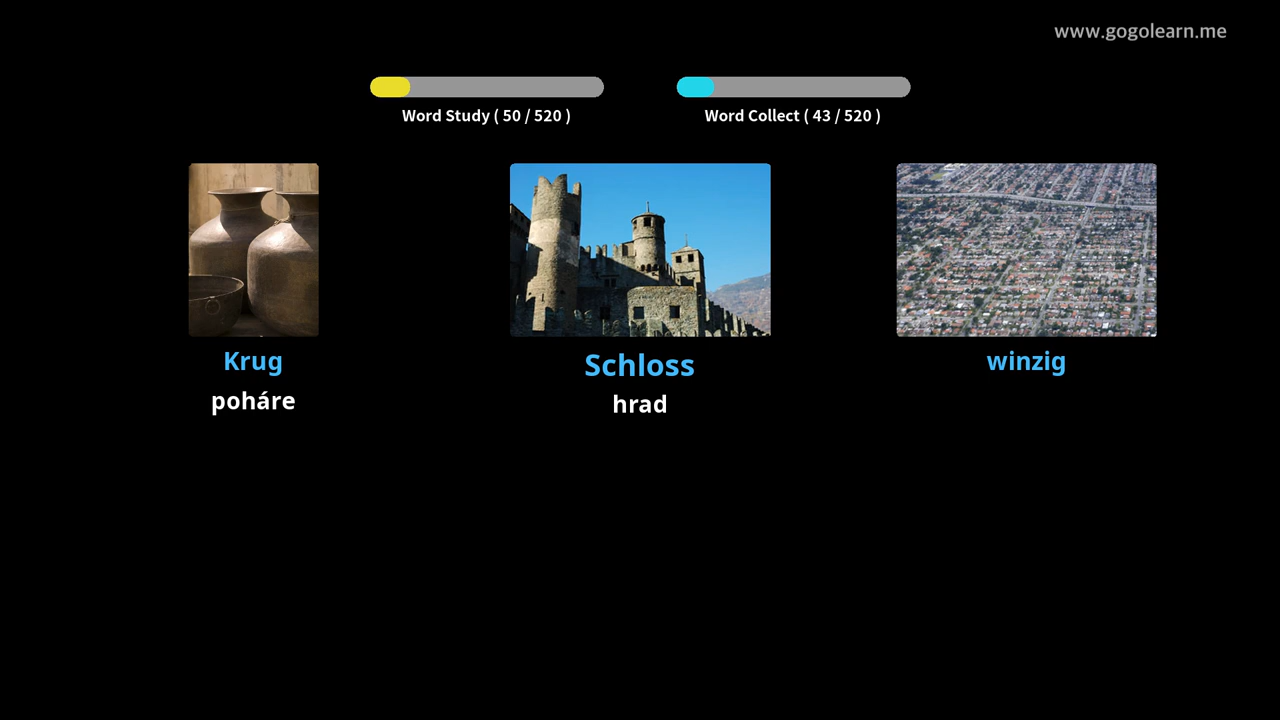 www.gogolearn.me
Word Study ( 50 / 520 )
Word Collect ( 43 / 520 )
Krug
poháre
Schloss
hrad
winzig